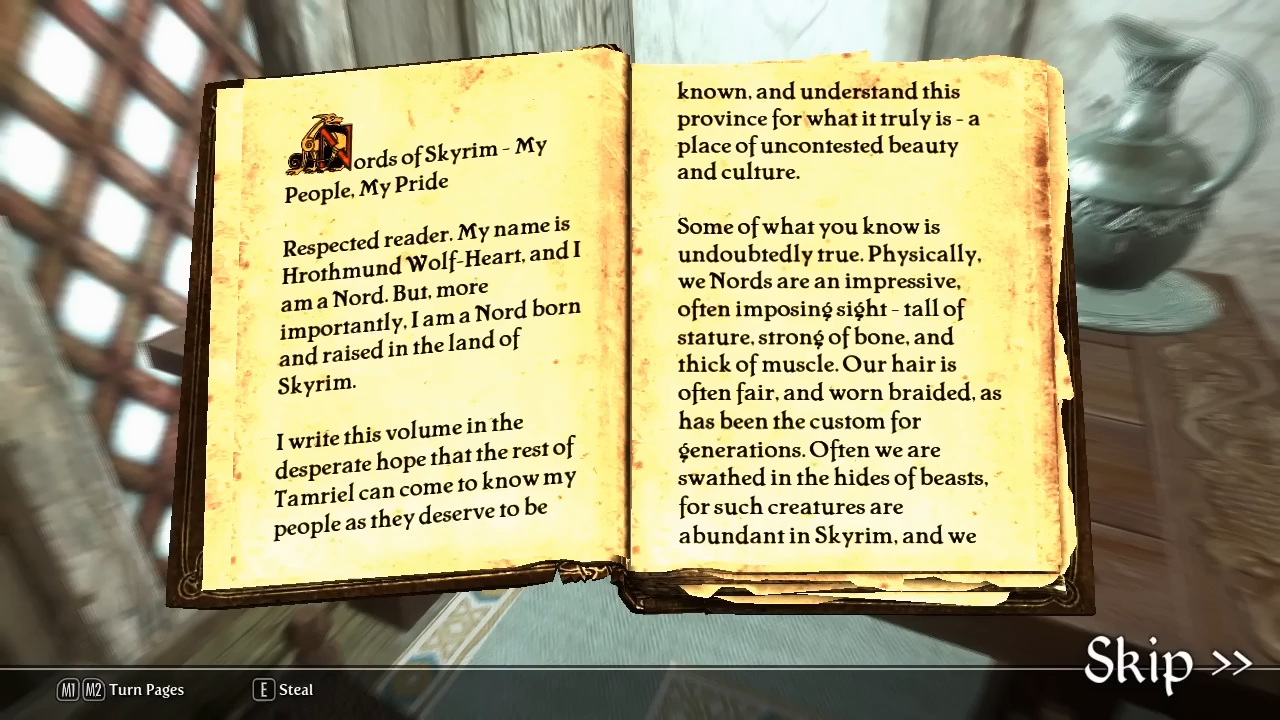 Nords of Skyrim - My
People, My Pride
Respected reader. My name is
Hrothmund Wolf-Heart, and I
am a Nord. But, more
importantly, I am a Nord born
and raised in the land of
Skyrim.
I write this volume in the
desperate hope that the rest of
Tamriel can come to know my
people as they deserve to be
known, and understand this
province for what it truly is - a
place of uncontested beauty
and culture.
Some of what you know is
undoubtedly true. Physically,
we Nords are an impressive,
often imposing sight - tall of
stature, strong of bone, and
thick of muscle. Our hair is
often fair, and worn braided, as
has been the custom for
generations. Often we are
swathed in the hides of beasts,
for such creatures are
abundant in Skyrim, and we
Skip >>
M1 M2 Turn Pages
E Steal